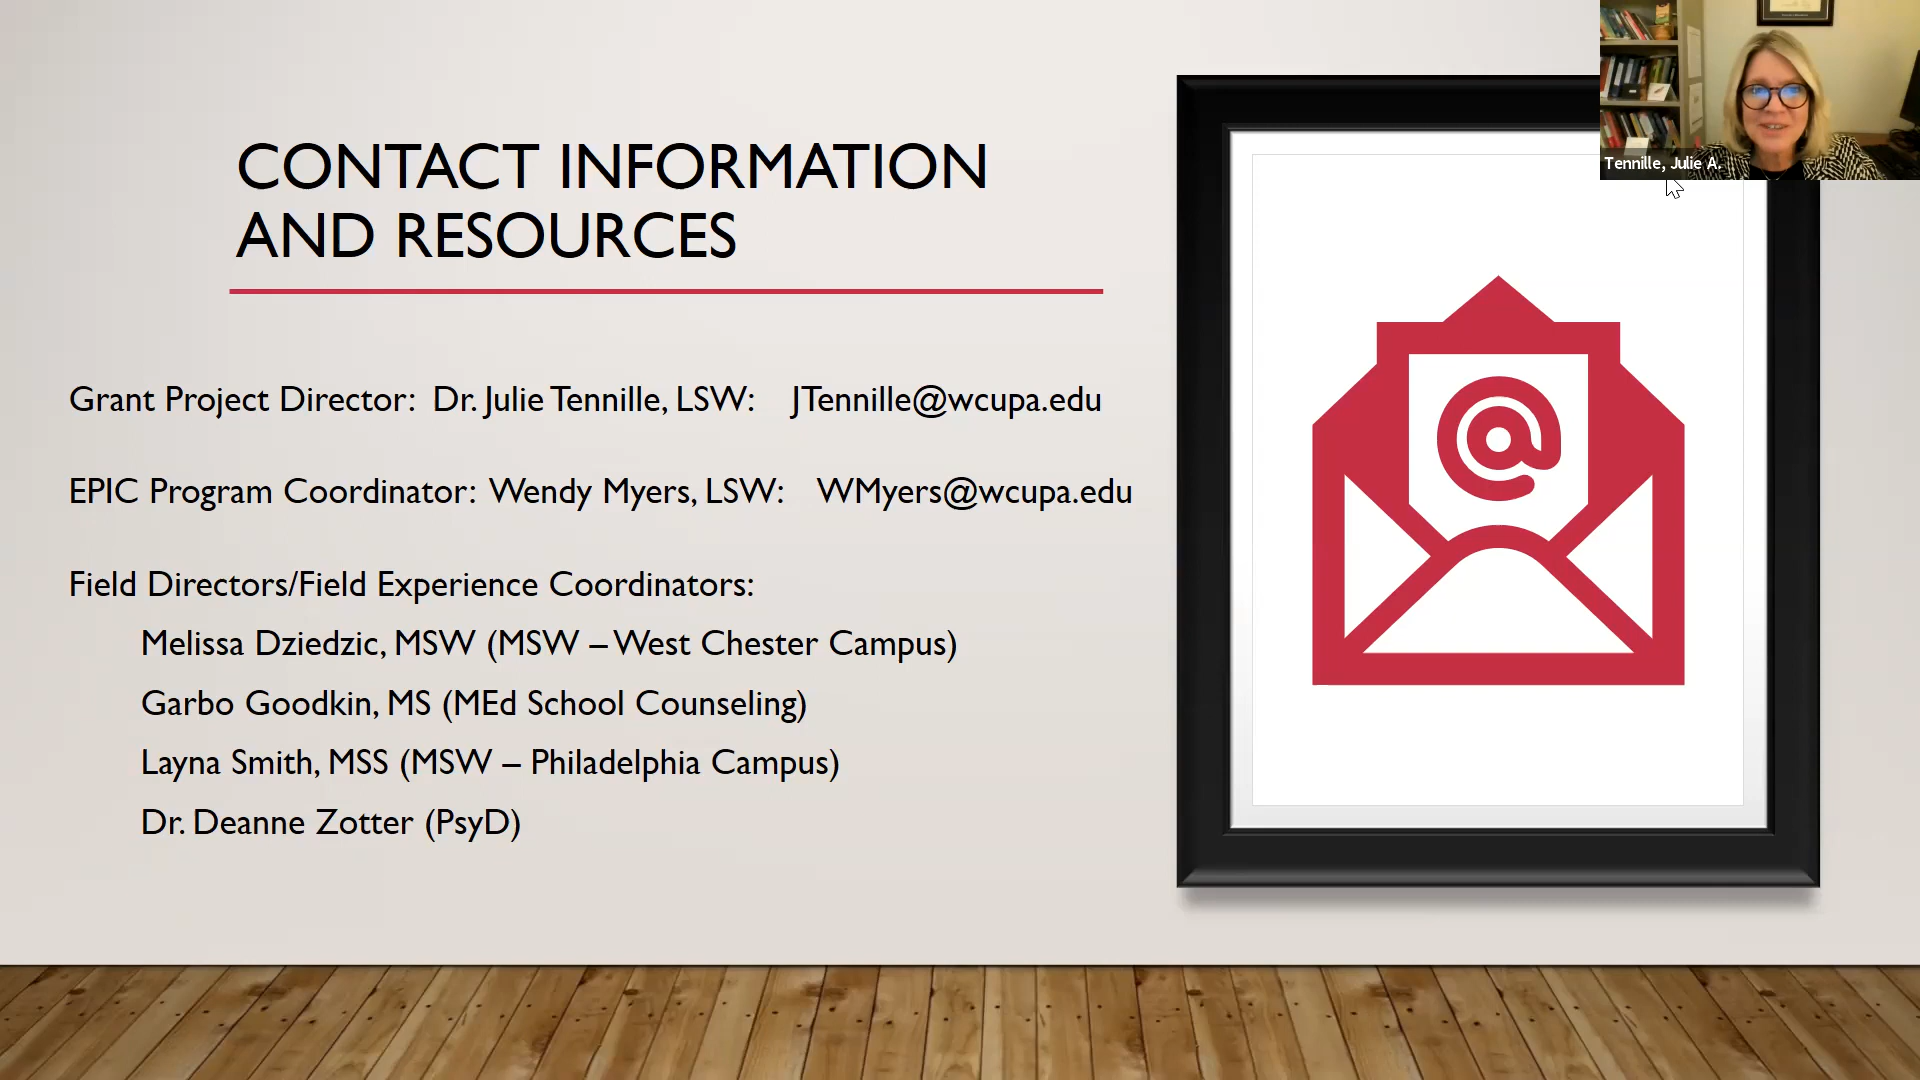 CONTACT INFORMATION
AND RESOURCES
Grant Project Director: Dr. Julie Tennille, LSW: JTennille@wcupa.edu
EPIC Program Coordinator: Wendy Myers, LSW: WMyers@wcupa.edu
Field Directors/Field Experience Coordinators:
Melissa Dziedzic, MSW (MSW – West Chester Campus)
Garbo Goodkin, MS (MEd School Counseling)
Layna Smith, MSS (MSW – Philadelphia Campus)
Dr. Deanne Zotter (PsyD)
@
Tennille, Julie A.